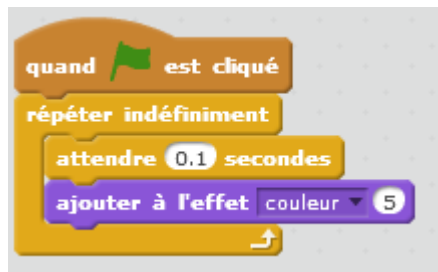 quand est cliqué
répéter indéfiniment
attendre 0.1 secondes
ajouter à l'effet couleur 5